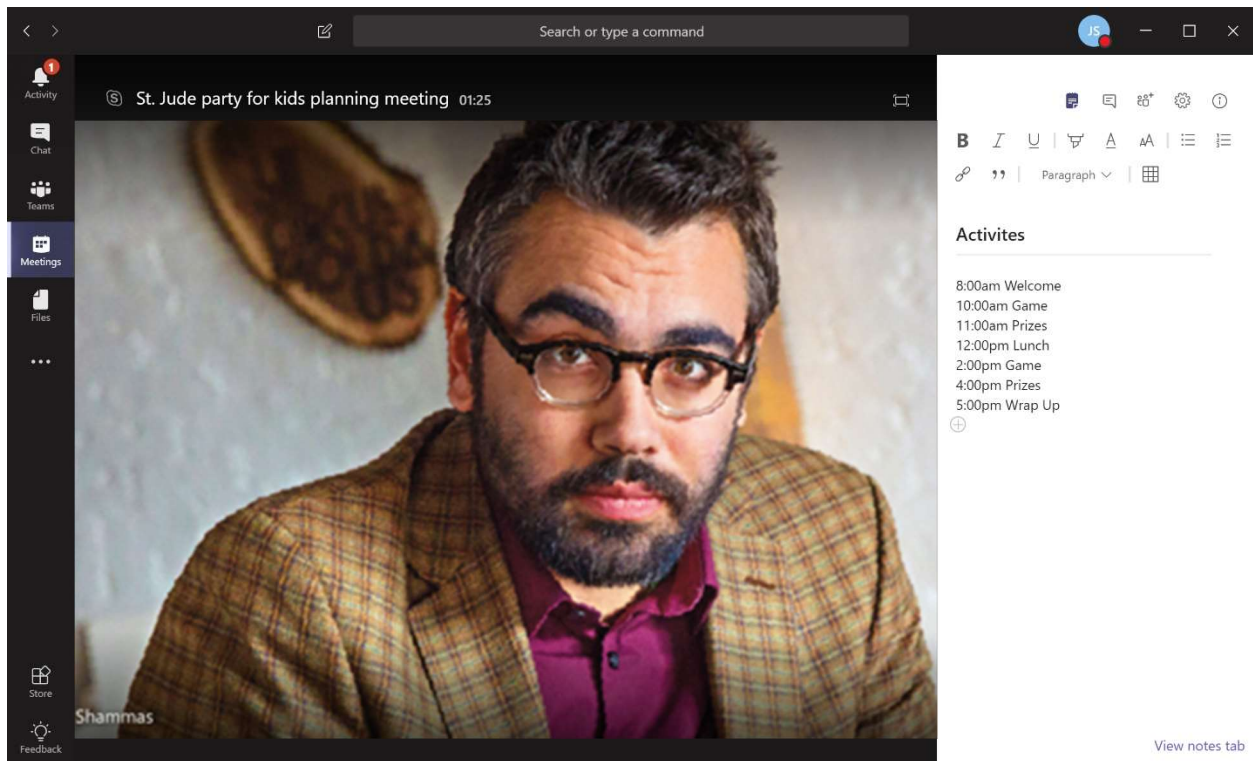 Search or type a command
JS
1
Activity
Chat
Teams
Meetings
Files
Store
Feedback
S St. Jude party for kids planning meeting 01:25
Shammas
B I U A AA
Paragraph
Activites
8:00am Welcome
10:00am Game
11:00am Prizes
12:00pm Lunch
2:00pm Game
4:00pm Prizes
5:00pm Wrap Up
View notes tab